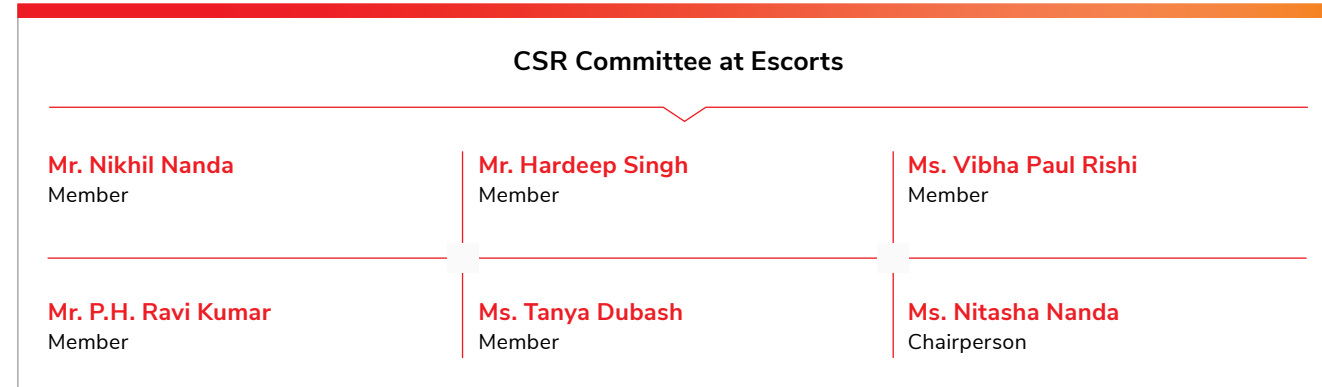 CSR Committee at Escorts
Mr. Nikhil Nanda
Member
Mr. Hardeep Singh
Member
Ms. Vibha Paul Rishi
Member
Mr. P.H. Ravi Kumar
Member
Ms. Tanya Dubash
Member
Ms. Nitasha Nanda
Chairperson